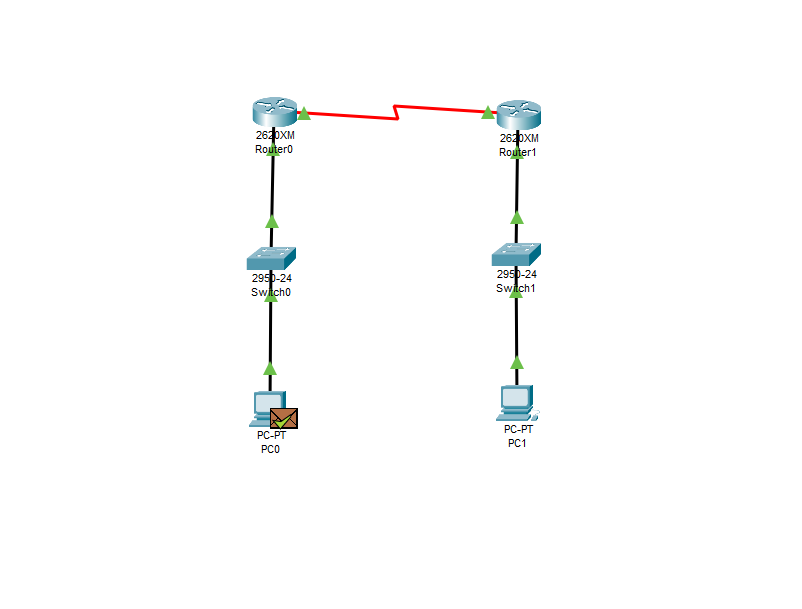 2620XM
Router0
2620XM
Router1
2950-24
Switch0
2950-24
Switch1
PC-PT
PC0
PC-PT
PC1